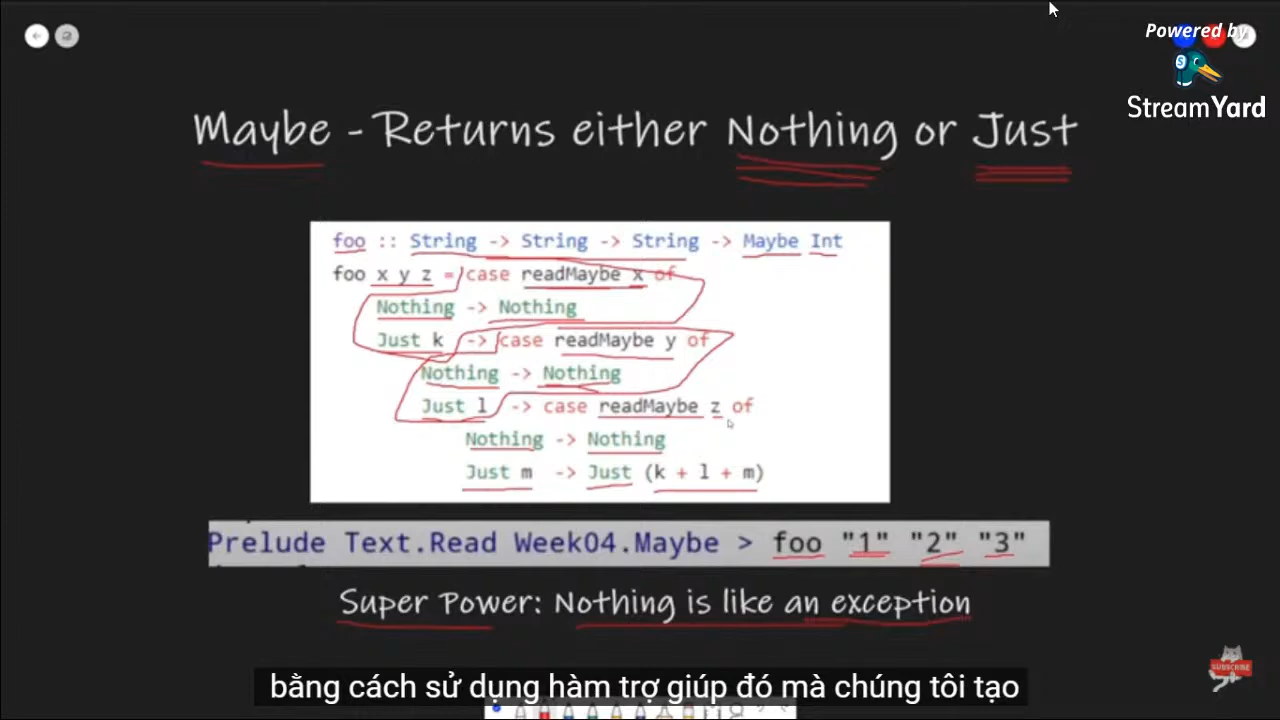 Powered by
StreamYard
Maybe - Returns either Nothing or Just
foo :: String -> String -> String -> Maybe Int
foo x y z = case readMaybe x of
Nothing -> Nothing
Just k -> case readMaybe y of
Nothing -> Nothing
Just l -> case readMaybe z of
Nothing -> Nothing
Just m -> Just (k + l + m)
Prelude Text.Read Week04.Maybe > foo "1" "2" "3"
Super Power: Nothing is like an exception
SUBSCRIBE
bằng cách sử dụng hàm trợ giúp đó mà chúng tôi tạo